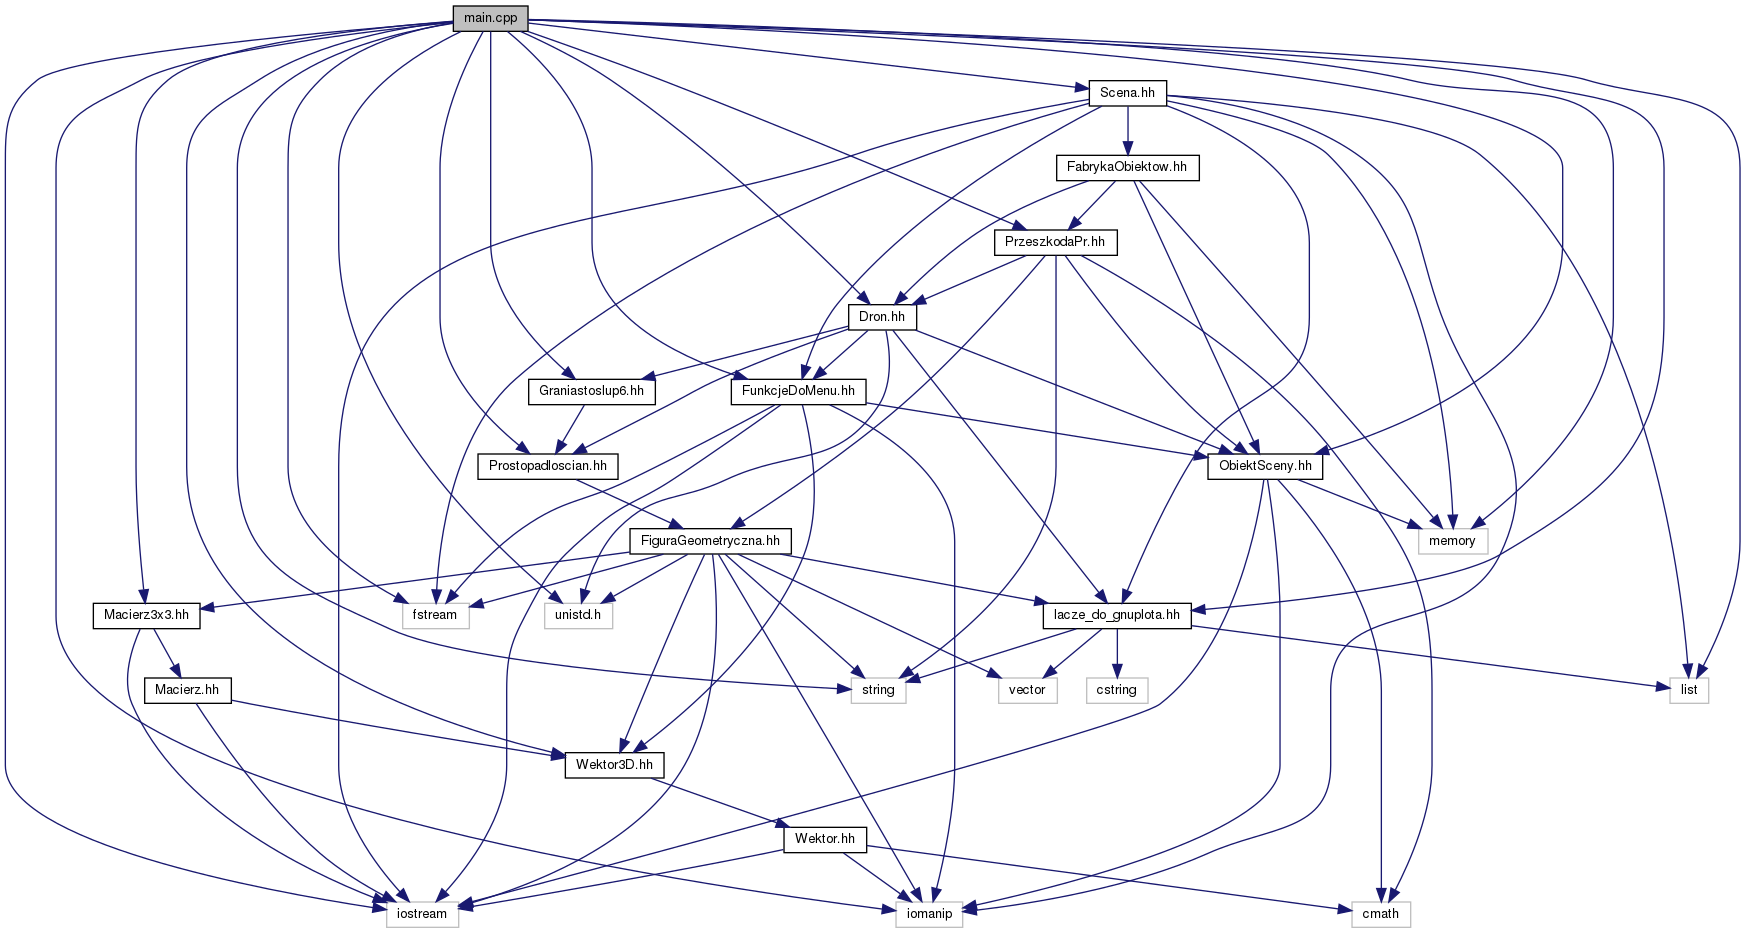 main.cpp
Scena.hh
FabrykaObiektow.hh
PrzeszkodaPr.hh
Dron.hh
Graniastoslup6.hh
FunkcjeDoMenu.hh
Prostopadloscian.hh
ObiektSceny.hh
FiguraGeometryczna.hh
memory
Macierz3x3.hh
fstream
unistd.h
lacze_do_gnuplota.hh
Macierz.hh
string
vector
cstring
list
Wektor3D.hh
Wektor.hh
iostream
iomanip
cmath